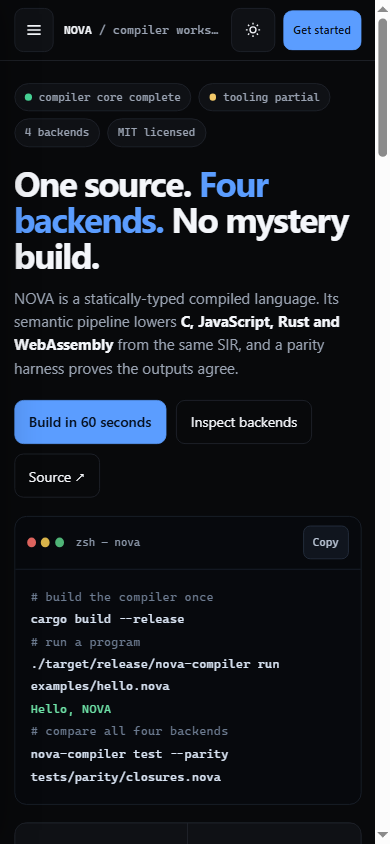 NOVA / compiler works…
Get started
compiler core complete
tooling partial
4 backends
MIT licensed
One source. Four
backends. No mystery
build.
NOVA is a statically-typed compiled language. Its
semantic pipeline lowers C, JavaScript, Rust and
WebAssembly from the same SIR, and a parity
harness proves the outputs agree.
Build in 60 seconds
Inspect backends
Source ↗
zsh — nova
Copy
# build the compiler once
cargo build --release
# run a program
./target/release/nova-compiler run
examples/hello.nova
Hello, NOVA
# compare all four backends
nova-compiler test --parity
tests/parity/closures.nova